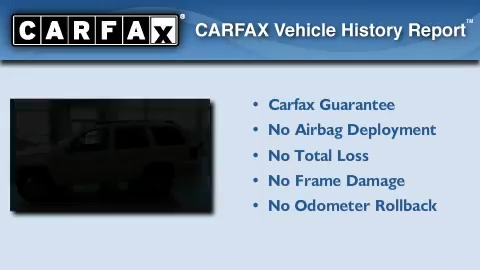 CARFAX® CARFAX Vehicle History Report™
• Carfax Guarantee
• No Airbag Deployment
• No Total Loss
• No Frame Damage
• No Odometer Rollback